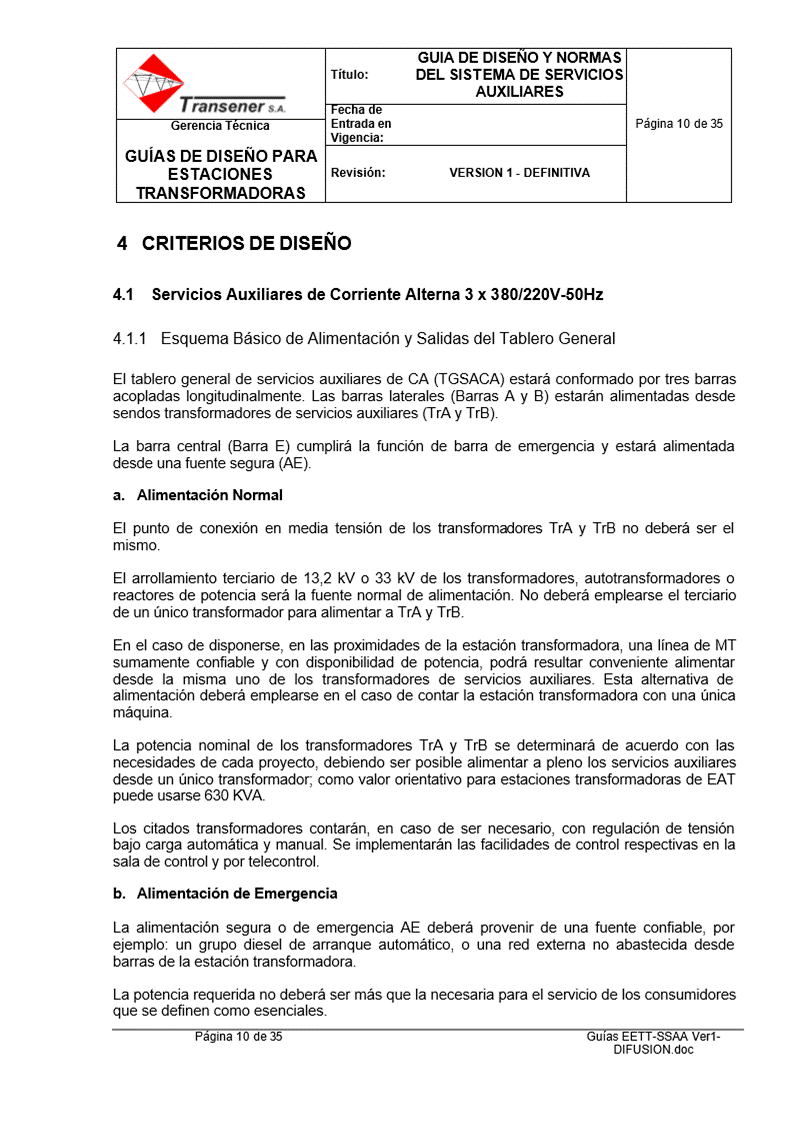 Transener S.A.
Gerencia Técnica
GUÍAS DE DISEÑO PARA
ESTACIONES
TRANSFORMADORAS
Título:
GUIA DE DISEÑO Y NORMAS
DEL SISTEMA DE SERVICIOS
AUXILIARES
Fecha de
Entrada en
Vigencia:
Revisión:
VERSION 1 - DEFINITIVA
Página 10 de 35
4 CRITERIOS DE DISEÑO
4.1 Servicios Auxiliares de Corriente Alterna 3 x 380/220V-50Hz
4.1.1 Esquema Básico de Alimentación y Salidas del Tablero General
El tablero general de servicios auxiliares de CA (TGSACA) estará conformado por tres barras
acopladas longitudinalmente. Las barras laterales (Barras A y B) estarán alimentadas desde
sendos transformadores de servicios auxiliares (TrA y TrB).
La barra central (Barra E) cumplirá la función de barra de emergencia y estará alimentada
desde una fuente segura (AE).
a. Alimentación Normal
El punto de conexión en media tensión de los transformadores TrA y TrB no deberá ser el
mismo.
El arrollamiento terciario de 13,2 kV o 33 kV de los transformadores, autotransformadores o
reactores de potencia será la fuente normal de alimentación. No deberá emplearse el terciario
de un único transformador para alimentar a TrA y TrB.
En el caso de disponerse, en las proximidades de la estación transformadora, una línea de MT
sumamente confiable y con disponibilidad de potencia, podrá resultar conveniente alimentar
desde la misma uno de los transformadores de servicios auxiliares. Esta alternativa de
alimentación deberá emplearse en el caso de contar la estación transformadora con una única
máquina.
La potencia nominal de los transformadores TrA y TrB se determinará de acuerdo con las
necesidades de cada proyecto, debiendo ser posible alimentar a pleno los servicios auxiliares
desde un único transformador; como valor orientativo para estaciones transformadoras de EAT
puede usarse 630 KVA.
Los citados transformadores contarán, en caso de ser necesario, con regulación de tensión
bajo carga automática y manual. Se implementarán las facilidades de control respectivas en la
sala de control y por telecontrol.
b. Alimentación de Emergencia
La alimentación segura o de emergencia AE deberá provenir de una fuente confiable, por
ejemplo: un grupo diesel de arranque automático, o una red externa no abastecida desde
barras de la estación transformadora.
La potencia requerida no deberá ser más que la necesaria para el servicio de los consumidores
que se definen como esenciales.
Página 10 de 35
Guías EETT-SSAA Ver1-
DIFUSION.doc